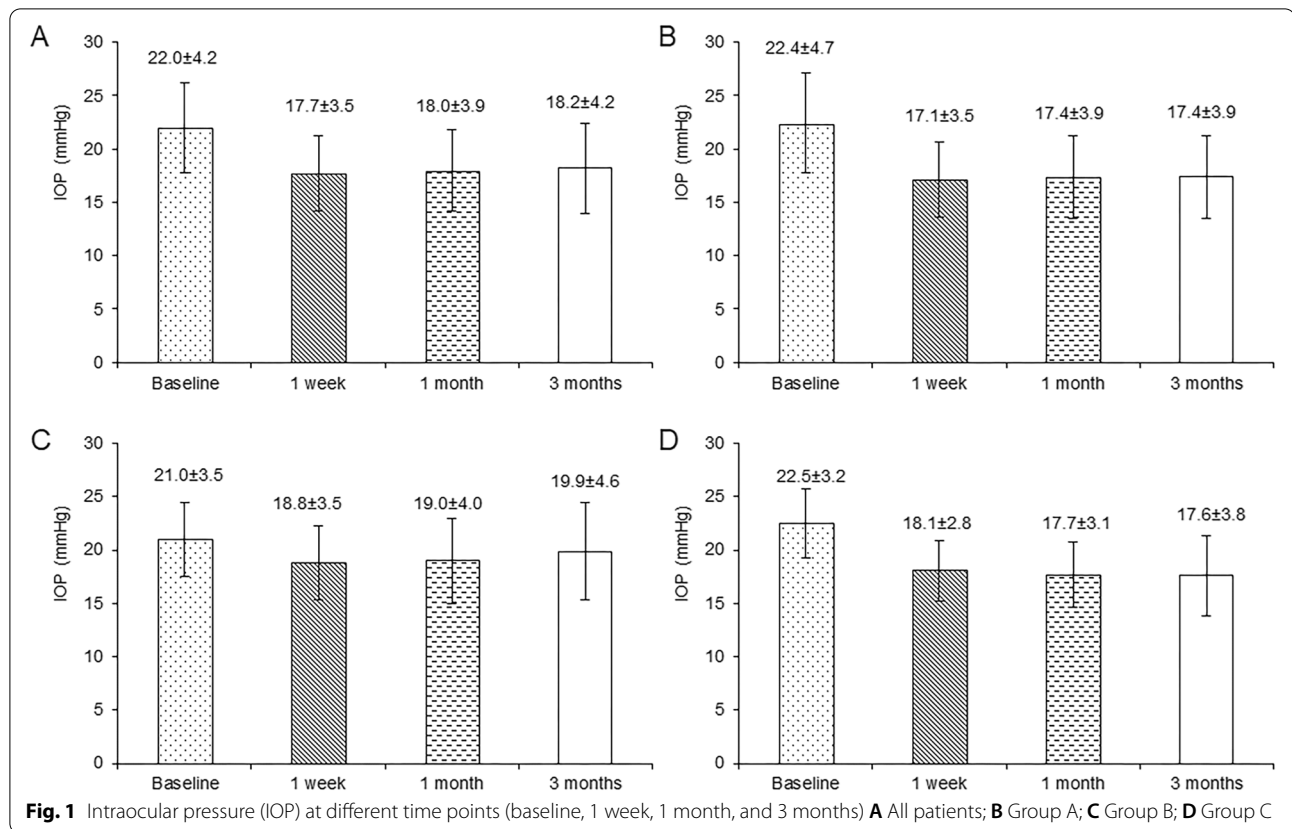 A
30
25
20
15
10
5
0
IOP (mmHg)
22.0±4.2
17.7±3.5
18.0±3.9
18.2±4.2
Baseline
1 week
1 month
3 months
B
30
25
20
15
10
5
0
IOP (mmHg)
22.4±4.7
17.1±3.5
17.4±3.9
17.4±3.9
Baseline
1 week
1 month
3 months
C
30
25
20
15
10
5
0
IOP (mmHg)
21.0±3.5
18.8±3.5
19.0±4.0
19.9±4.6
Baseline
1 week
1 month
3 months
D
30
25
20
15
10
5
0
IOP (mmHg)
22.5±3.2
18.1±2.8
17.7±3.1
17.6±3.8
Baseline
1 week
1 month
3 months
Fig. 1 Intraocular pressure (IOP) at different time points (baseline, 1 week, 1 month, and 3 months) A All patients; B Group A; C Group B; D Group C